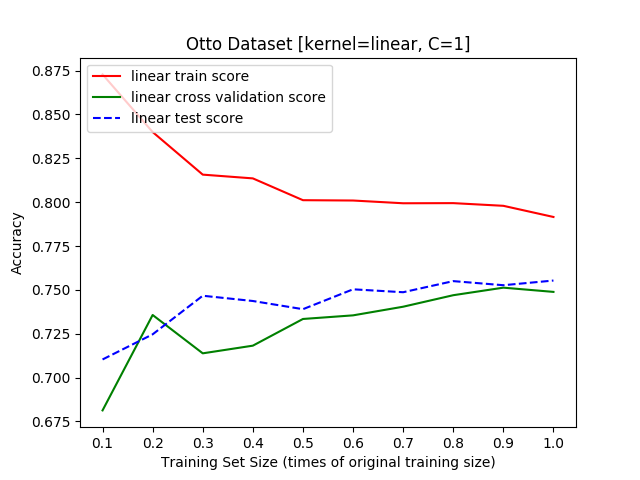 Otto Dataset [kernel=linear, C=1]
linear train score
linear cross validation score
linear test score
0.875
0.850
0.825
0.800
0.775
0.750
0.725
0.700
0.675
Accuracy
0.1 0.2 0.3 0.4 0.5 0.6 0.7 0.8 0.9 1.0
Training Set Size (times of original training size)